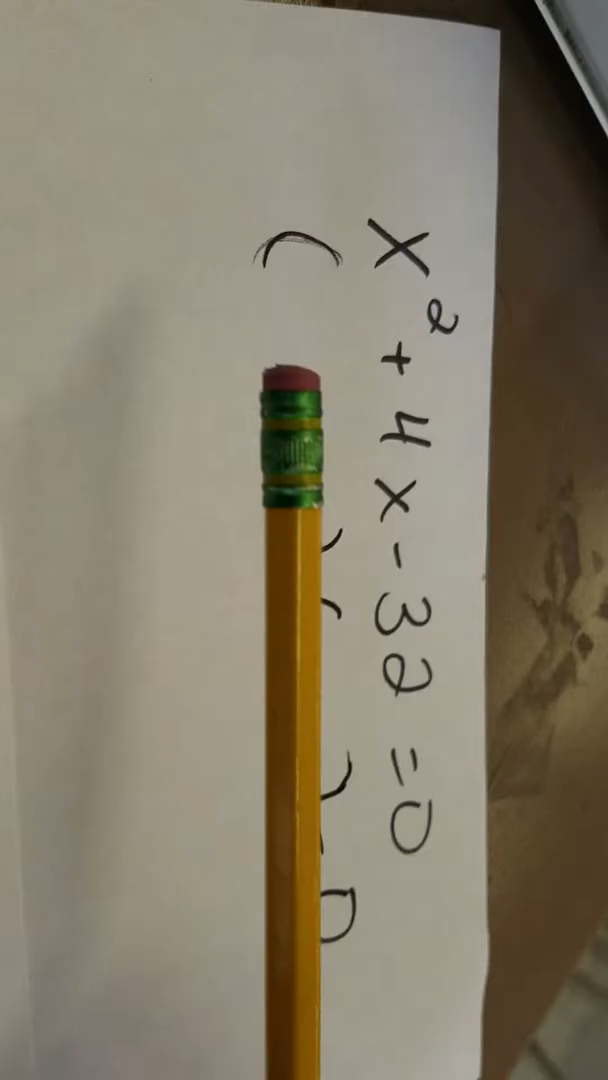 x² + 4x - 32 = 0
( ) ( ) = 0